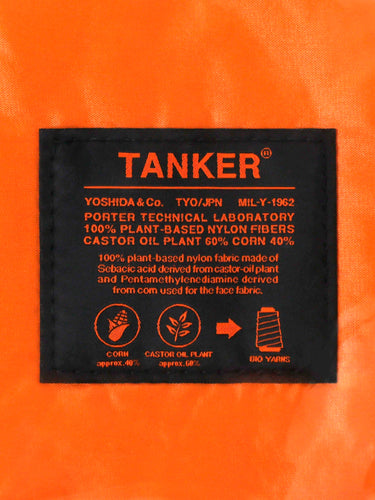 TANKER®
YOSHIDA & Co. TYO/JPN MIL-Y-1962
PORTER TECHNICAL LABORATORY
100% PLANT-BASED NYLON FIBERS
CASTOR OIL PLANT 60% CORN 40%
100% plant-based nylon fabric made of
Sebacic acid derived from castor-oil plant
and Pentamethylenediamine derived
from corn used for the face fabric.
CORN CASTOR OIL PLANT BIO YARNS
approx.40% approx.60%